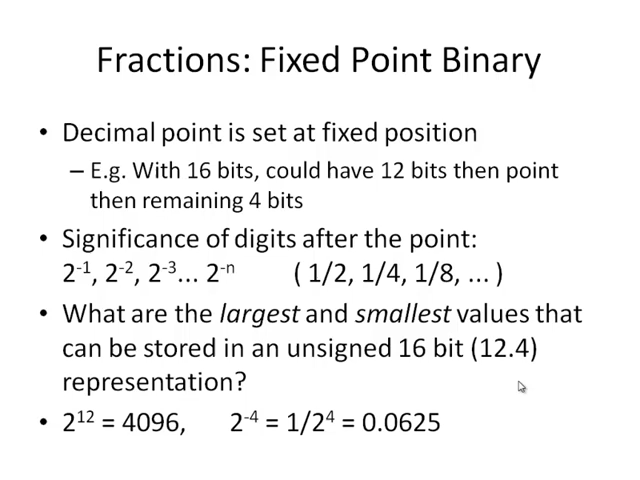 Fractions: Fixed Point Binary
• Decimal point is set at fixed position
– E.g. With 16 bits, could have 12 bits then point
then remaining 4 bits
• Significance of digits after the point:
2⁻¹, 2⁻², 2⁻³... 2⁻ⁿ ( 1/2, 1/4, 1/8, ... )
• What are the largest and smallest values that
can be stored in an unsigned 16 bit (12.4)
representation?
• 2¹² = 4096, 2⁻⁴ = 1/2⁴ = 0.0625